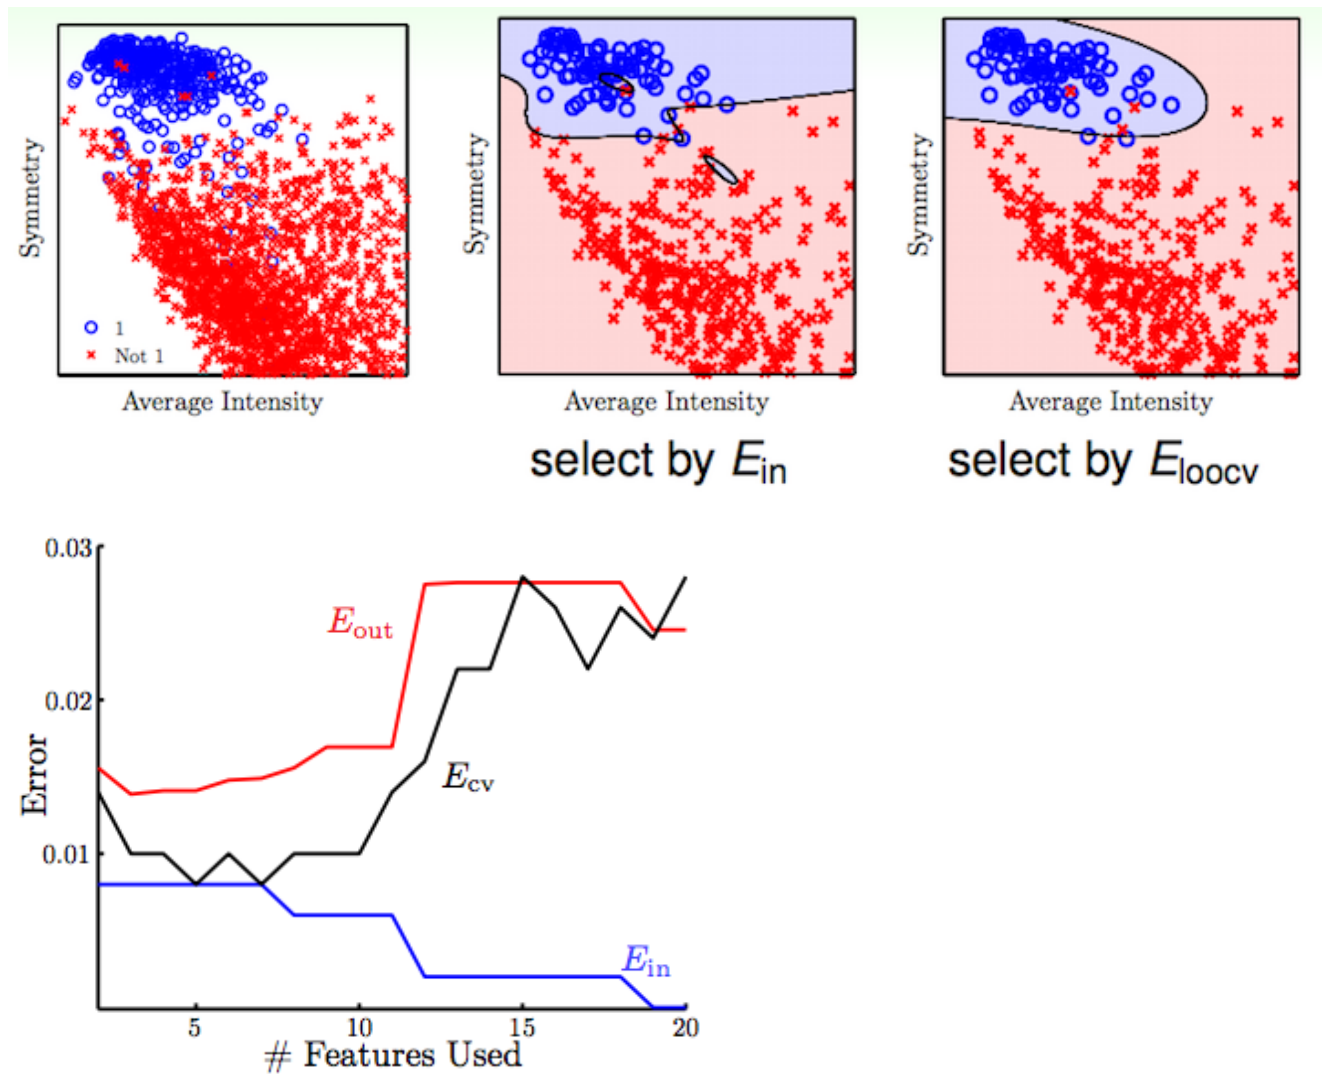 Symmetry
1
Not 1
Average Intensity
Symmetry
Average Intensity
select by Ein
Symmetry
Average Intensity
select by Eloocv
Error
0.03
0.02
0.01
Eout
Ecv
Ein
5 10 15 20
# Features Used